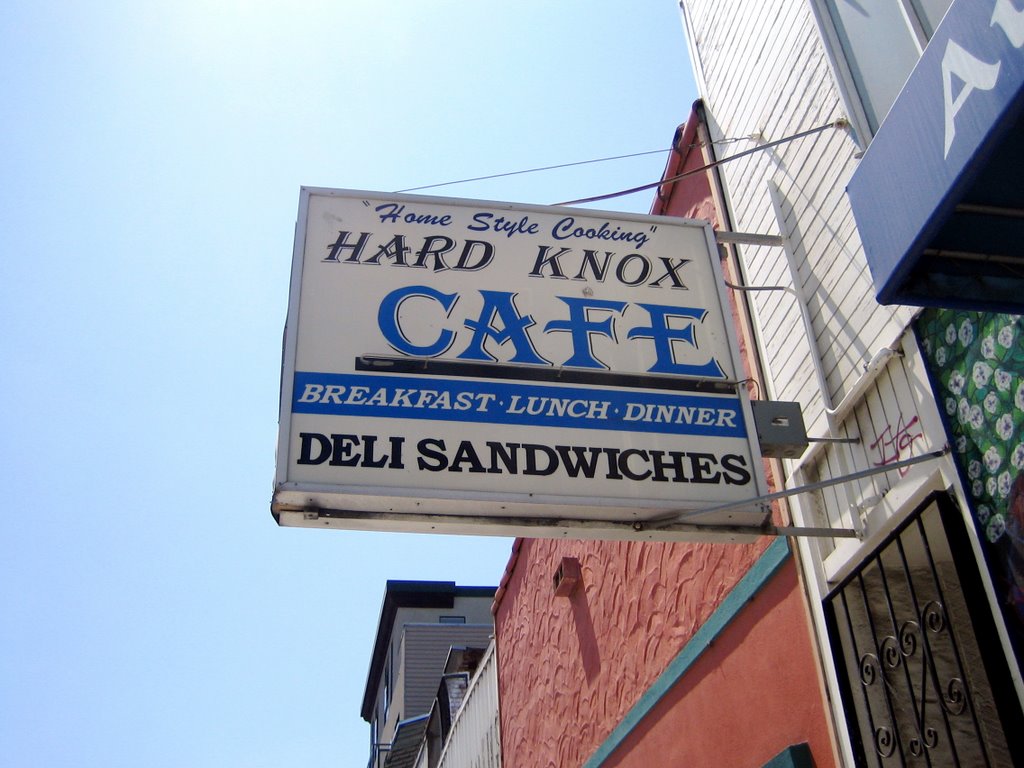 "Home Style Cooking"
HARD KNOX
CAFE
BREAKFAST · LUNCH · DINNER
DELI SANDWICHES
A